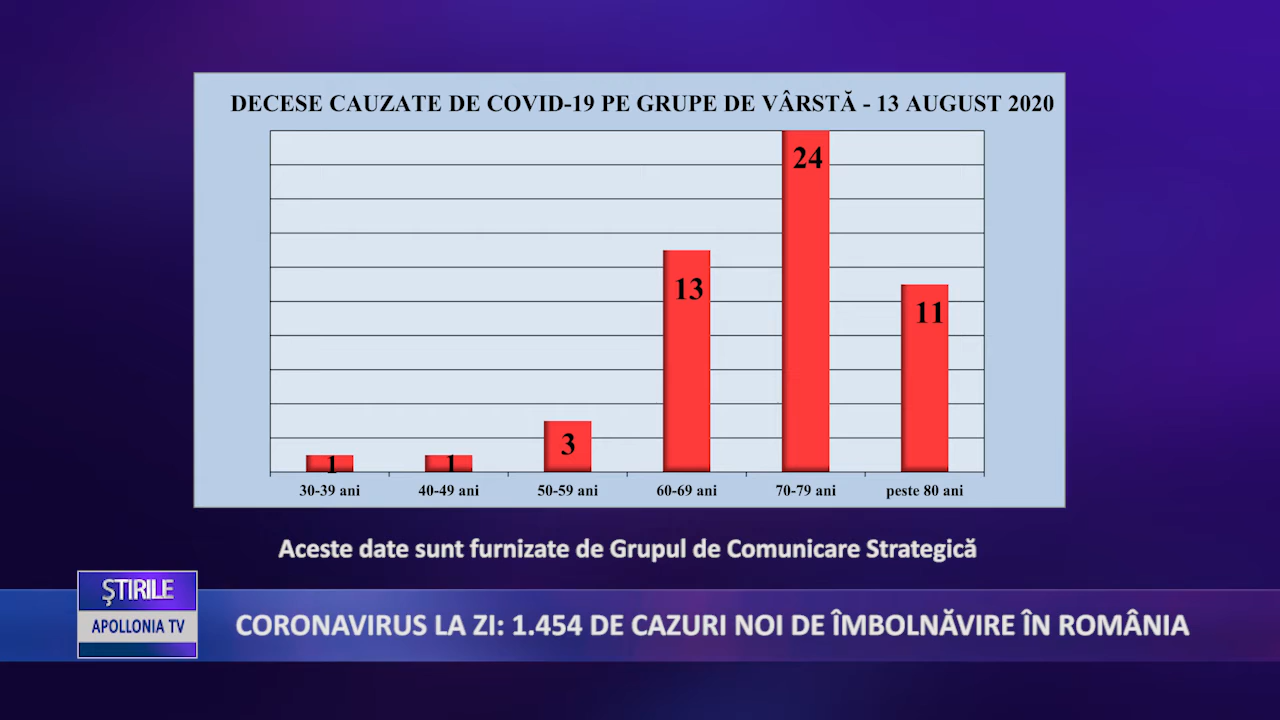 DECESE CAUZATE DE COVID-19 PE GRUPE DE VÂRSTĂ - 13 AUGUST 2020
24
13
11
3
1
1
30-39 ani
40-49 ani
50-59 ani
60-69 ani
70-79 ani
peste 80 ani
Aceste date sunt furnizate de Grupul de Comunicare Strategică
ŞTIRILE
APOLLONIA TV
CORONAVIRUS LA ZI: 1.454 DE CAZURI NOI DE ÎMBOLNĂVIRE ÎN ROMÂNIA